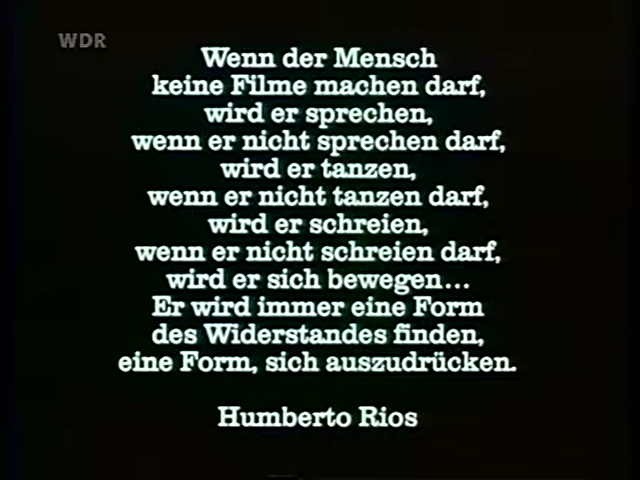 WDR
Wenn der Mensch
keine Filme machen darf,
wird er sprechen,
wenn er nicht sprechen darf,
wird er tanzen,
wenn er nicht tanzen darf,
wird er schreien,
wenn er nicht schreien darf,
wird er sich bewegen...
Er wird immer eine Form
des Widerstandes finden,
eine Form, sich auszudrücken.
Humberto Rios